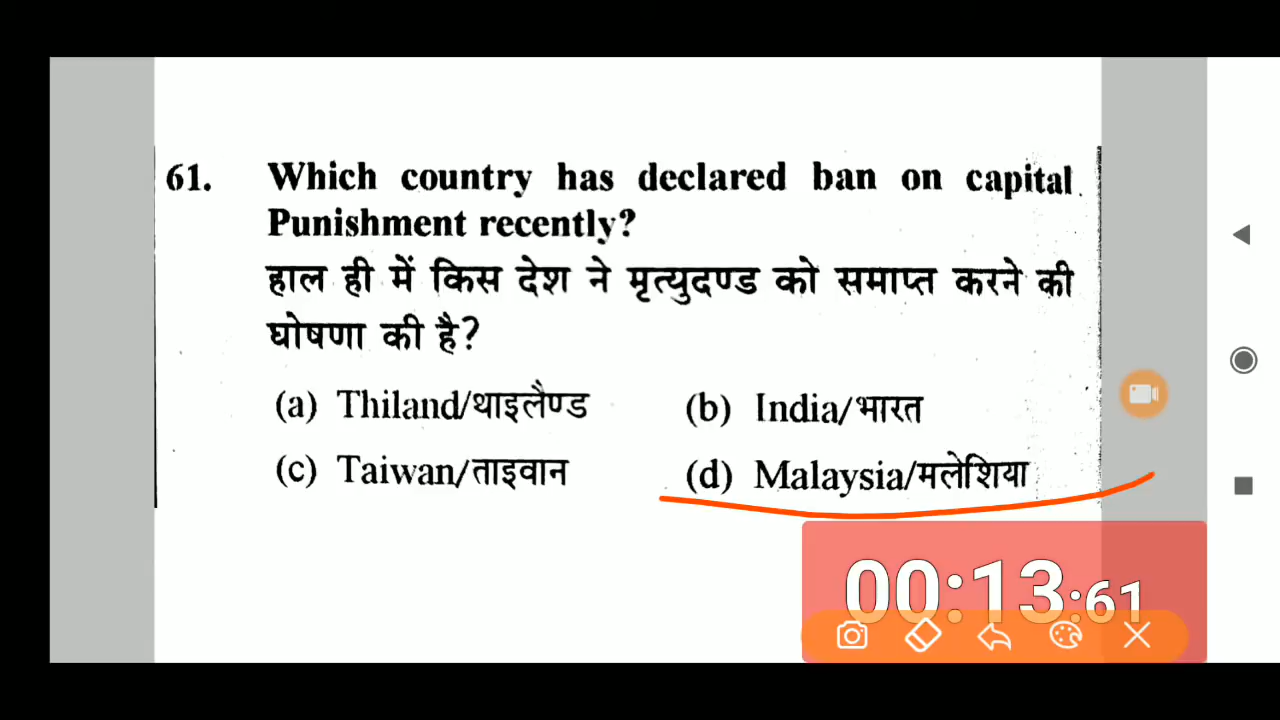 61. Which country has declared ban on capital
Punishment recently?
हाल ही में किस देश ने मृत्युदण्ड को समाप्त करने की
घोषणा की है?
(a) Thiland/थाइलैण्ड (b) India/भारत
(c) Taiwan/ताइवान (d) Malaysia/मलेशिया
00:13:61